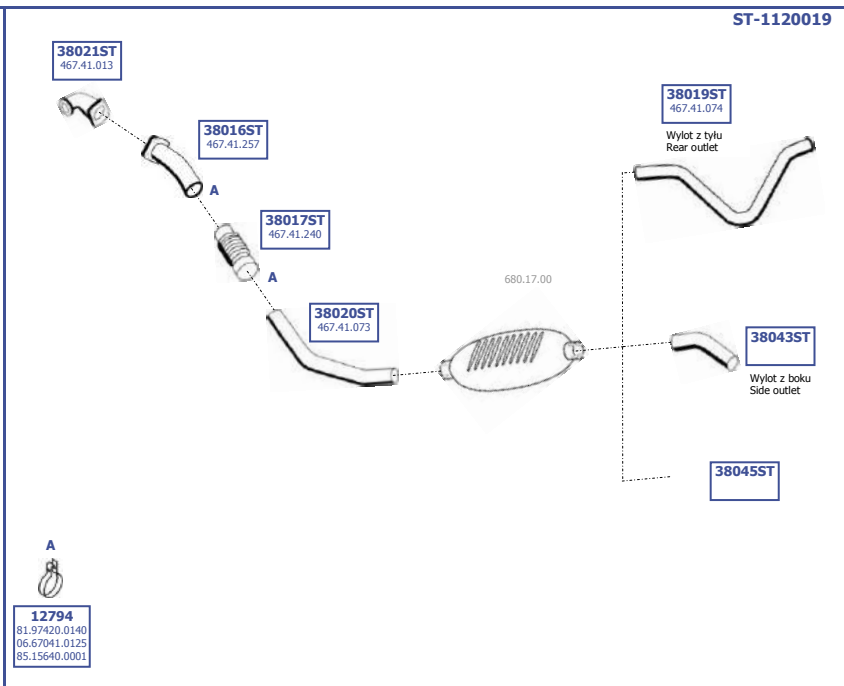 ST-1120019
38021ST
467.41.013
38016ST
467.41.257
A
38017ST
467.41.240
A
38020ST
467.41.073
680.17.00
38019ST
467.41.074
Wylot z tyłu
Rear outlet
38043ST
Wylot z boku
Side outlet
38045ST
A
12794
81.97420.0140
06.67041.0125
85.15640.0001